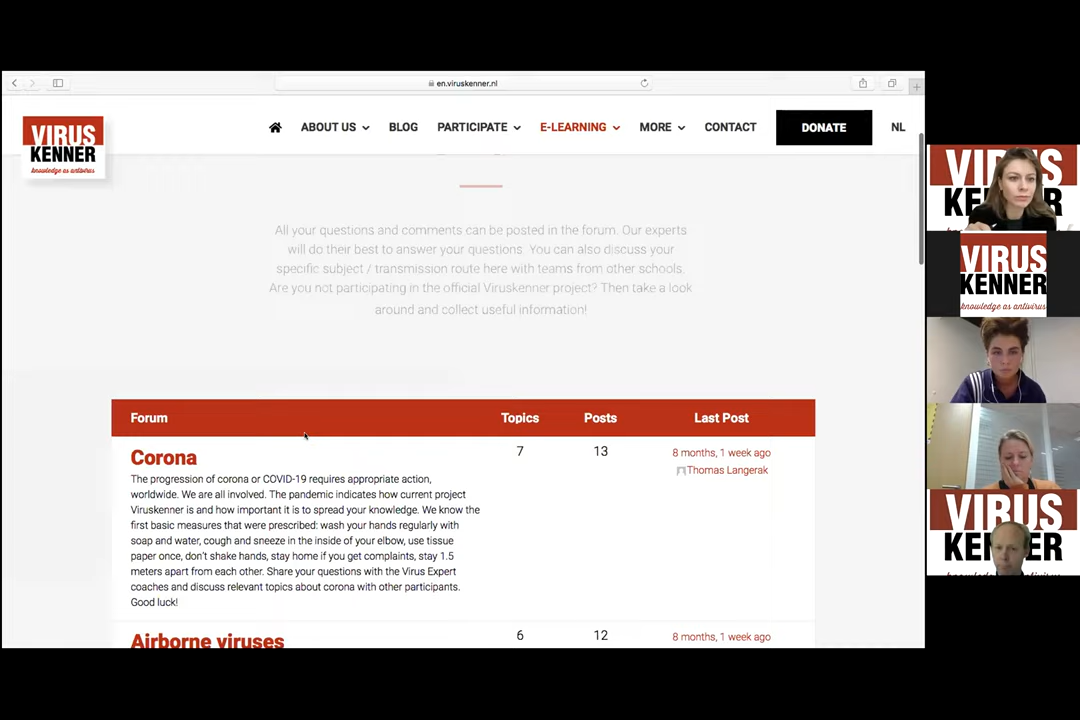 en.viruskenner.nl
VIRUS
KENNER
knowledge as antivirus
ABOUT US
BLOG
PARTICIPATE
E-LEARNING
MORE
CONTACT
DONATE
NL
All your questions and comments can be posted in the forum. Our experts
will do their best to answer your questions. You can also discuss your
specific subject / transmission route here with teams from other schools.
Are you not participating in the official Viruskenner project? Then take a look
around and collect useful information!
Forum Topics Posts Last Post
Corona 7 13 8 months, 1 week ago
Thomas Langerak
The progression of corona or COVID-19 requires appropriate action,
worldwide. We are all involved. The pandemic indicates how current project
Viruskenner is and how important it is to spread your knowledge. We know the
first basic measures that were prescribed: wash your hands regularly with
soap and water, cough and sneeze in the inside of your elbow, use tissue
paper once, don't shake hands, stay home if you get complaints, stay 1.5
meters apart from each other. Share your questions with the Virus Expert
coaches and discuss relevant topics about corona with other participants.
Good luck!
Airborne viruses 6 12 8 months, 1 week ago
VIRUS
KENNER
knowledge as antivirus